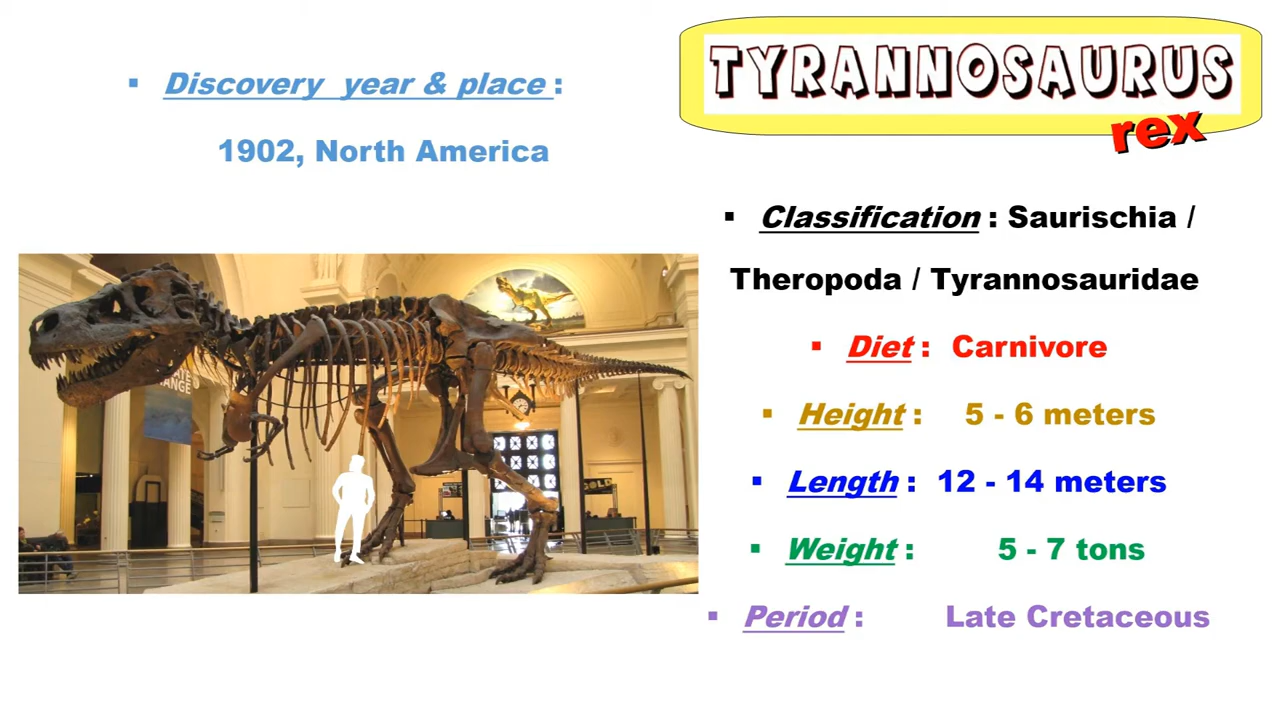 TYRANNOSAURUS
rex
▪ Discovery year & place :
1902, North America
▪ Classification : Saurischia /
Theropoda / Tyrannosauridae
▪ Diet : Carnivore
▪ Height : 5 - 6 meters
▪ Length : 12 - 14 meters
▪ Weight : 5 - 7 tons
▪ Period : Late Cretaceous